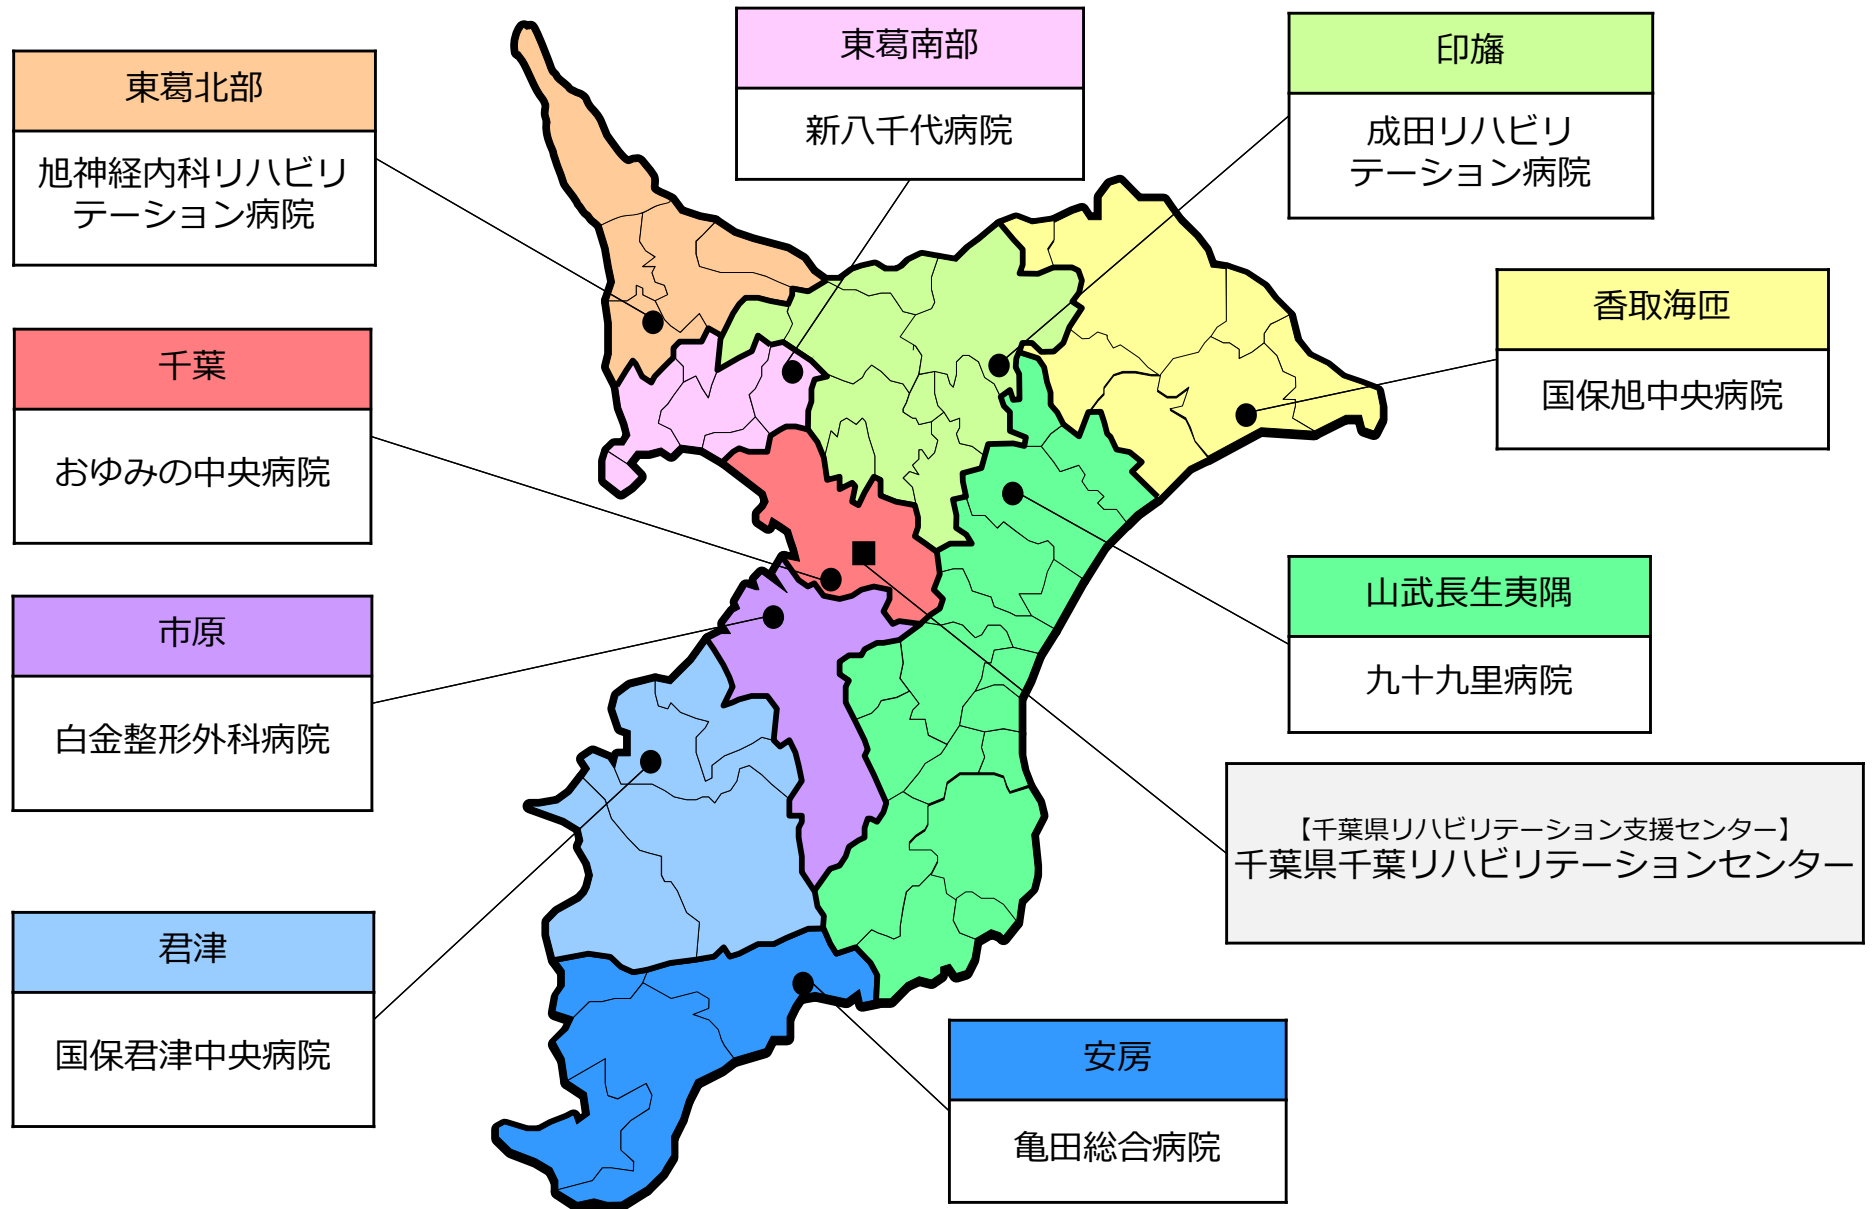 東葛北部
旭神経内科リハビリ
テーション病院
東葛南部
新八千代病院
印旛
成田リハビリ
テーション病院
香取海匝
国保旭中央病院
千葉
おゆみの中央病院
市原
白金整形外科病院
山武長生夷隅
九十九里病院
【千葉県リハビリテーション支援センター】
千葉県千葉リハビリテーションセンター
君津
国保君津中央病院
安房
亀田総合病院